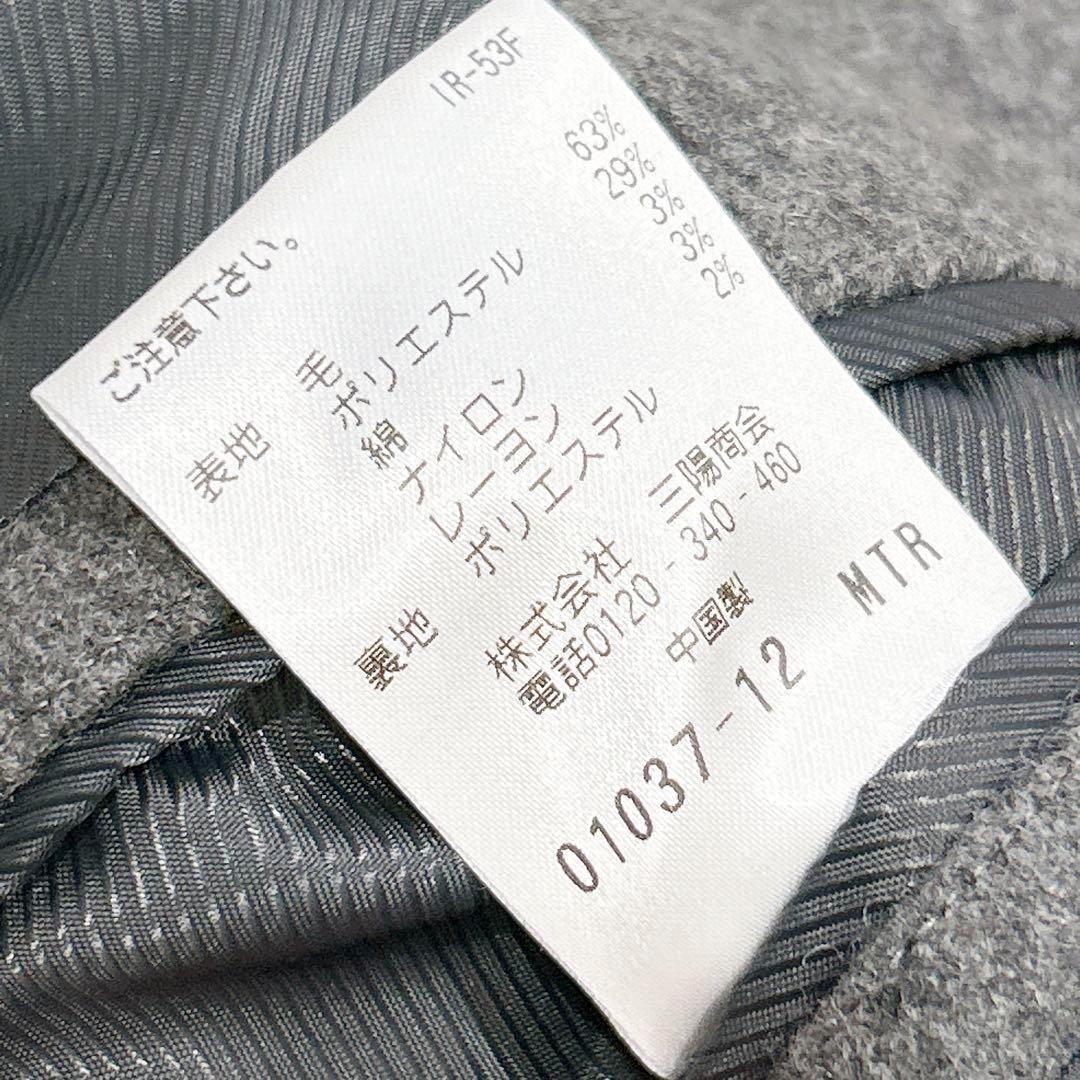 IR-53F
ご注意下さい。
表地 毛 63%
ポリエステル 29%
綿 3%
ナイロン 3%
レーヨン 2%
裏地 ポリエステル
株式会社 三陽商会
電話0120-340-460
中国製
01037-12 MTR